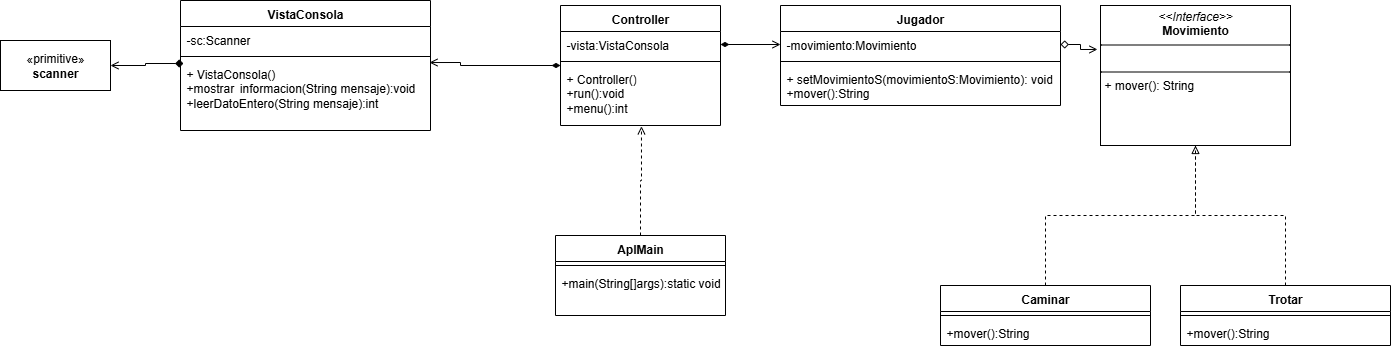 VistaConsola
-sc:Scanner
+ VistaConsola()
+mostrar informacion(String mensaje):void
+leerDatoEntero(String mensaje):int
«primitive»
scanner
Controller
-vista:VistaConsola
+ Controller()
+run():void
+menu():int
Jugador
-movimiento:Movimiento
+ setMovimientoS(movimientoS:Movimiento): void
+mover():String
<<Interface>>
Movimiento
+ mover(): String
AplMain
+main(String[]args):static void
Caminar
+mover():String
Trotar
+mover():String